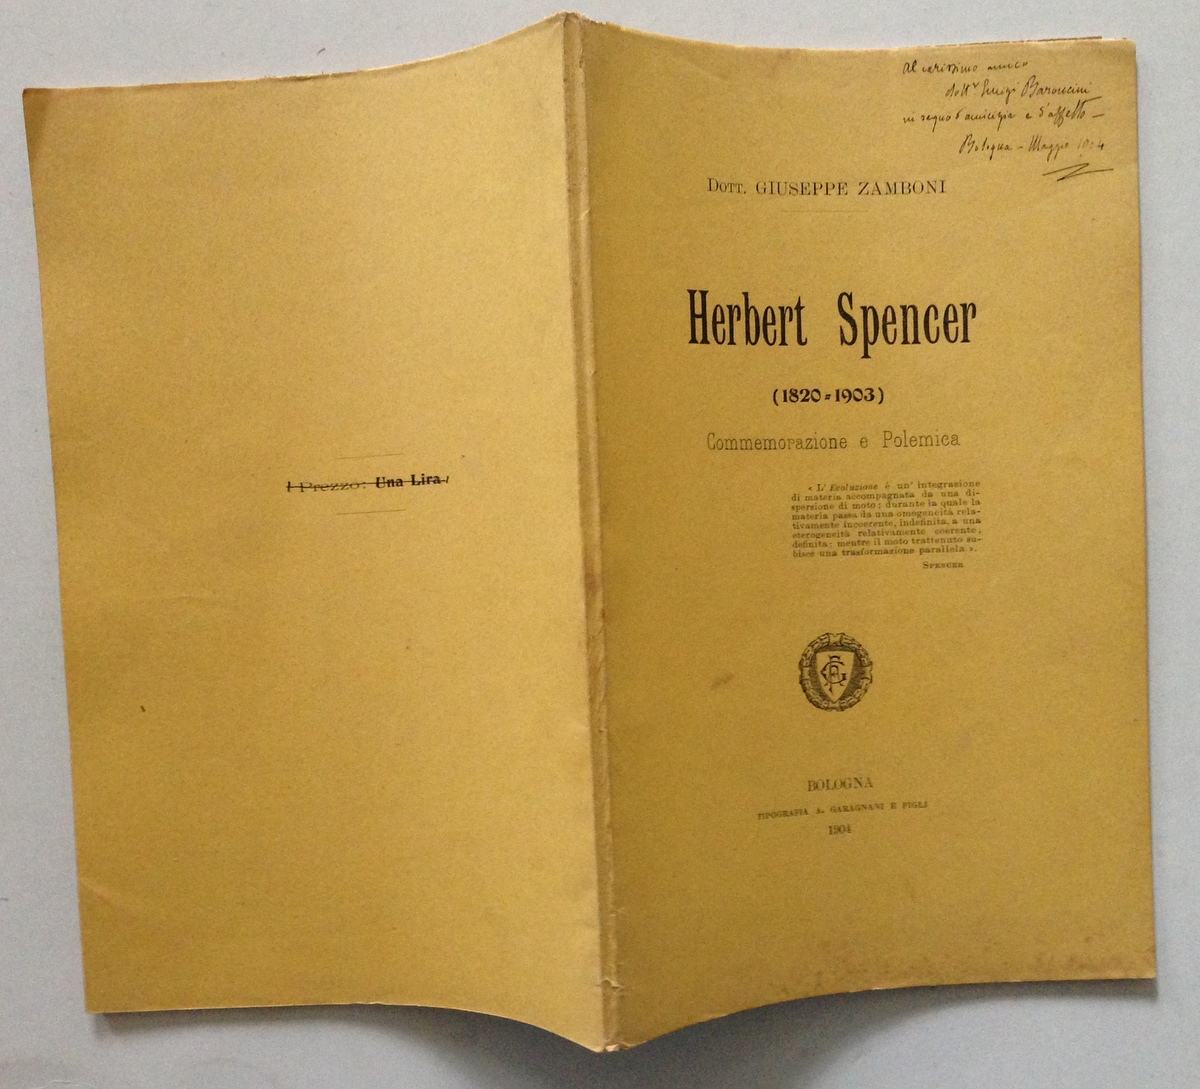 Prezzo: Una Lira
Al carissimo amico
dott.r Luigi Baroncini
in segno d'amicizia e d'affetto —
Bologna - Maggio 1904
Dott. GIUSEPPE ZAMBONI
Herbert Spencer
(1820-1903)
Commemorazione e Polemica
« L' Evoluzione è un' integrazione
di materia accompagnata da una di-
spersione di moto; durante la quale la
materia passa da una omogeneità rela-
tivamente incoerente, indefinita, a una
eterogeneità relativamente coerente,
definita; mentre il moto trattenuto su-
bisce una trasformazione parallela ».
SPENCER
BOLOGNA
TIPOGRAFIA A. GARAGNANI E FIGLI
1904